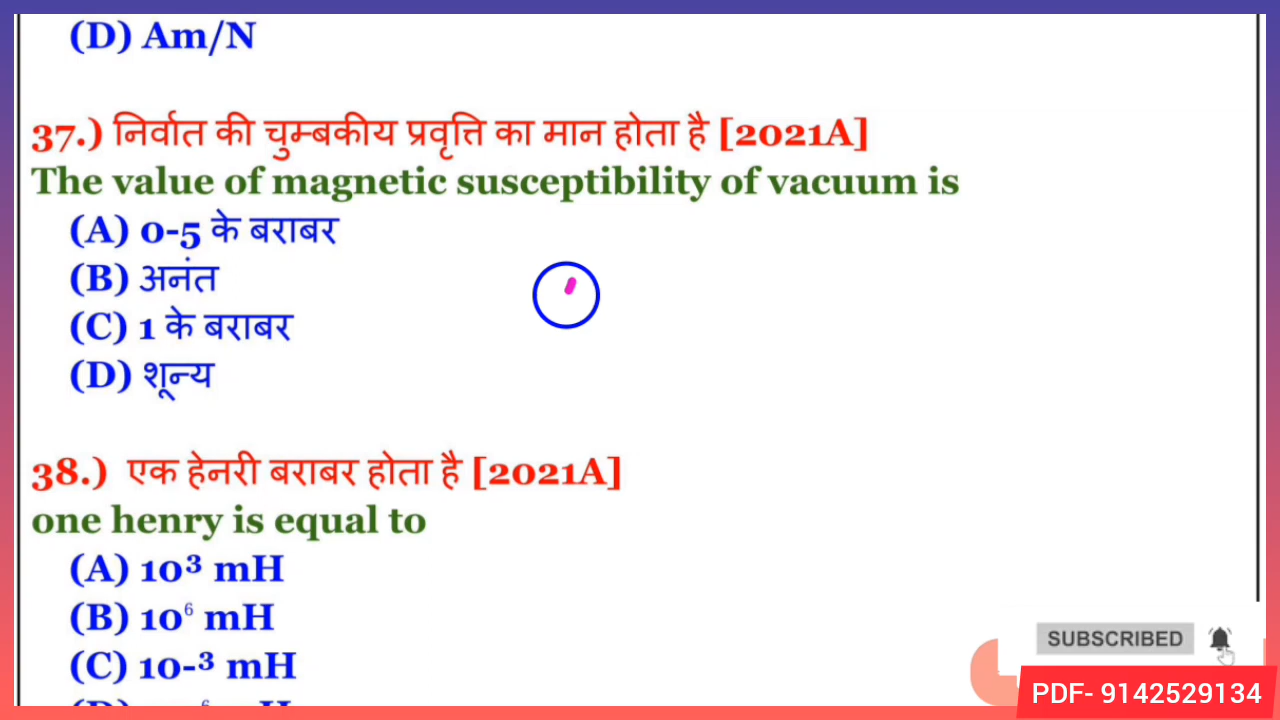 (D) Am/N
37.) निर्वात की चुम्बकीय प्रवृत्ति का मान होता है [2021A]
The value of magnetic susceptibility of vacuum is
(A) 0-5 के बराबर
(B) अनंत
(C) 1 के बराबर
(D) शून्य
38.) एक हेनरी बराबर होता है [2021A]
one henry is equal to
(A) 10³ mH
(B) 10⁶ mH
(C) 10-³ mH
SUBSCRIBED
PDF- 9142529134